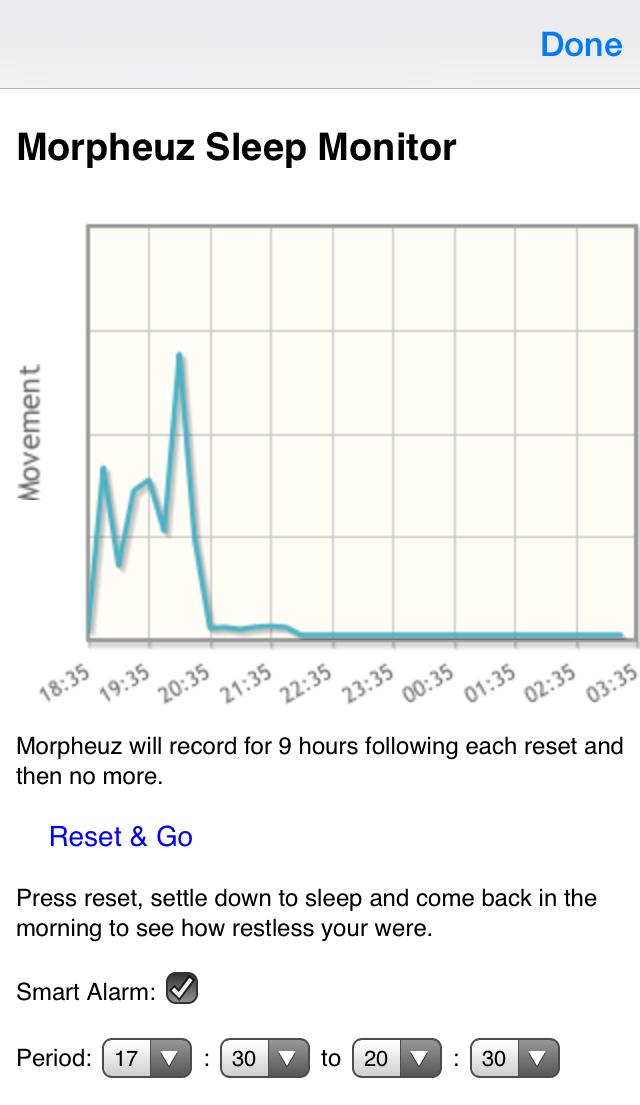 Done
Morpheuz Sleep Monitor
Movement
18:35 19:35 20:35 21:35 22:35 23:35 00:35 01:35 02:35 03:35
Morpheuz will record for 9 hours following each reset and
then no more.
Reset & Go
Press reset, settle down to sleep and come back in the
morning to see how restless your were.
Smart Alarm:
Period: 17 : 30 to 20 : 30